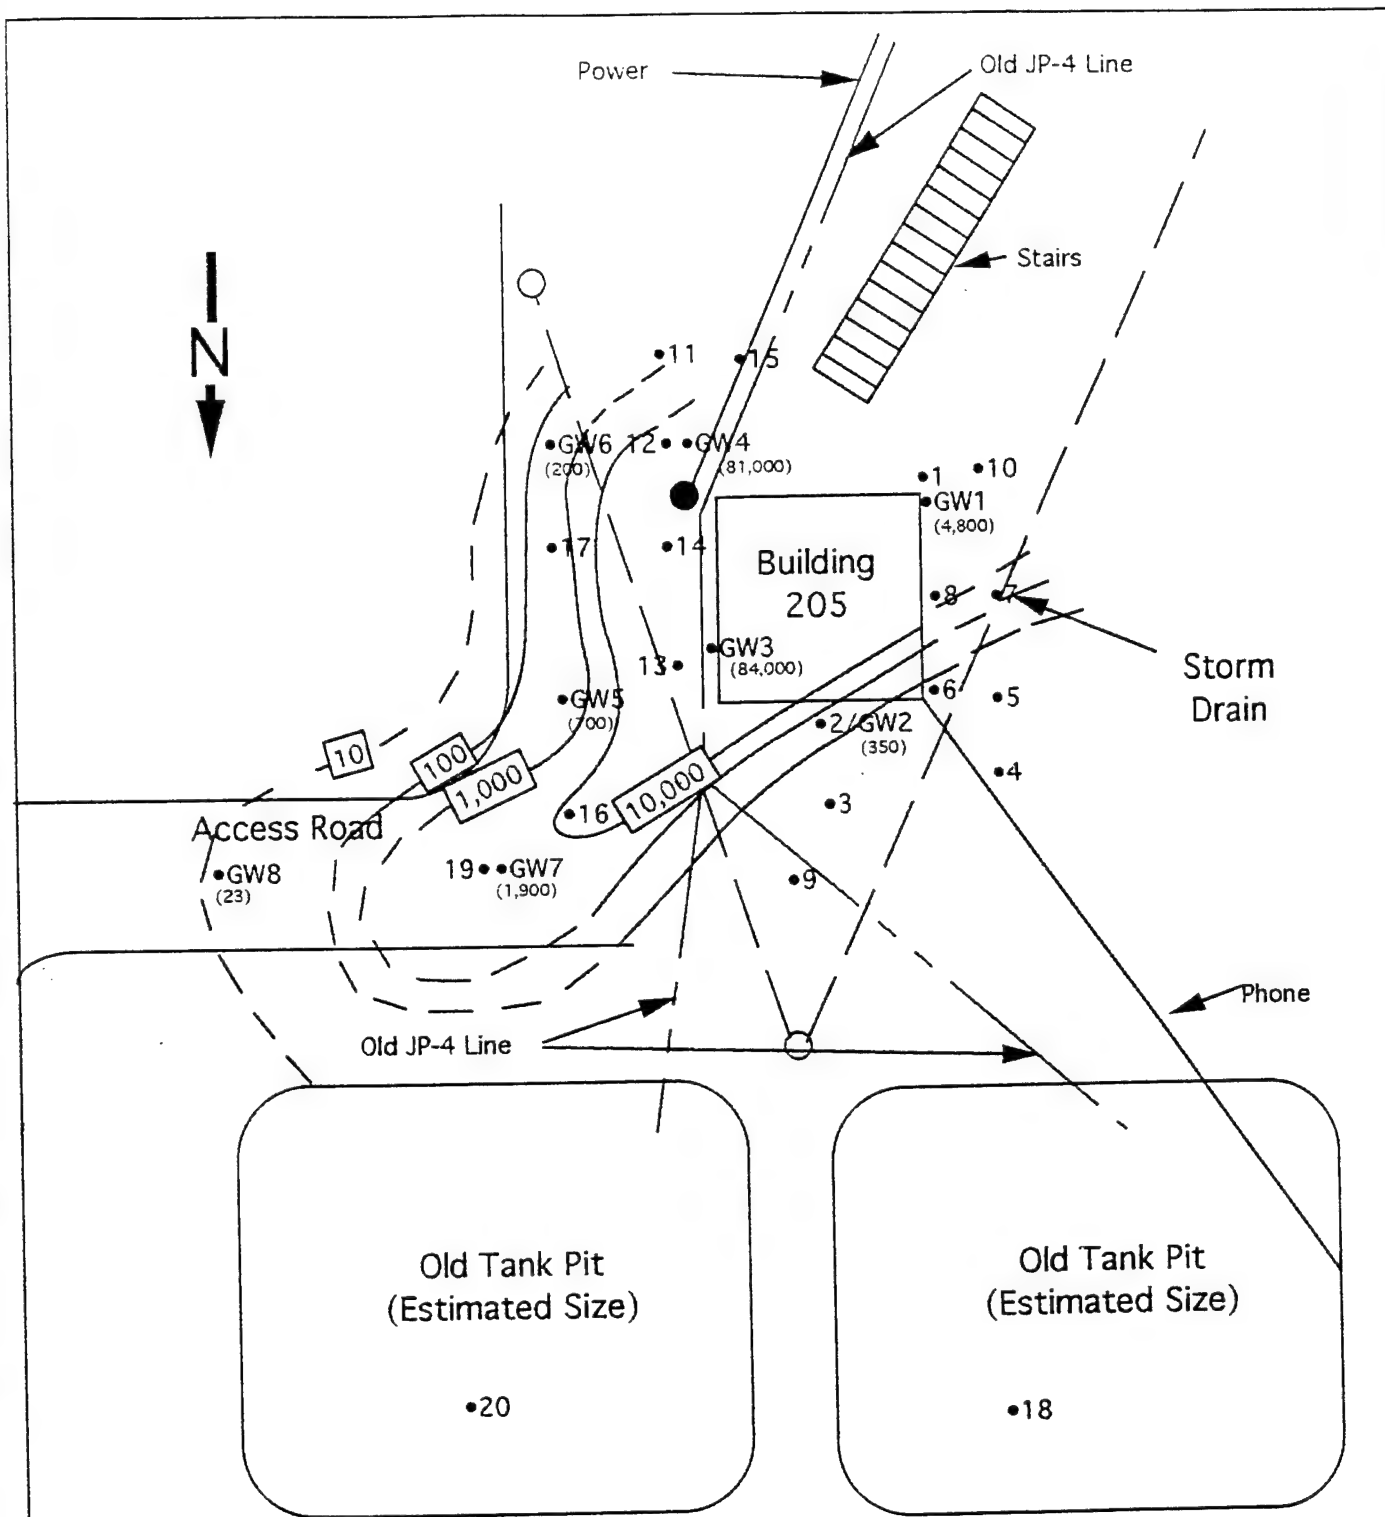 Power
Old JP-4 Line
Stairs
N
11
15
GW6
(200)
12
GW4
(81,000)
1
10
GW1
(4,800)
17
14
Building
205
8
7
13
GW3
(84,000)
Storm
Drain
GW5
(700)
6
5
2/GW2
(350)
10
100
1,000
10,000
4
3
16
Access Road
19
GW7
(1,900)
GW8
(23)
9
Phone
Old JP-4 Line
Old Tank Pit
(Estimated Size)
Old Tank Pit
(Estimated Size)
20
18